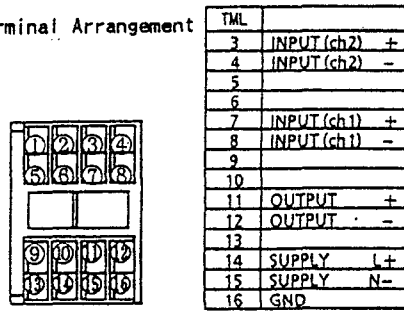 rminal Arrangement
① ② ③ ④
⑤ ⑥ ⑦ ⑧
⑨ ⑩ ⑪ ⑫
⑬ ⑭ ⑮ ⑯
TML
3 INPUT(ch2) +
4 INPUT(ch2) −
5
6
7 INPUT(ch1) +
8 INPUT(ch1) −
9
10
11 OUTPUT +
12 OUTPUT −
13
14 SUPPLY L+
15 SUPPLY N−
16 GND